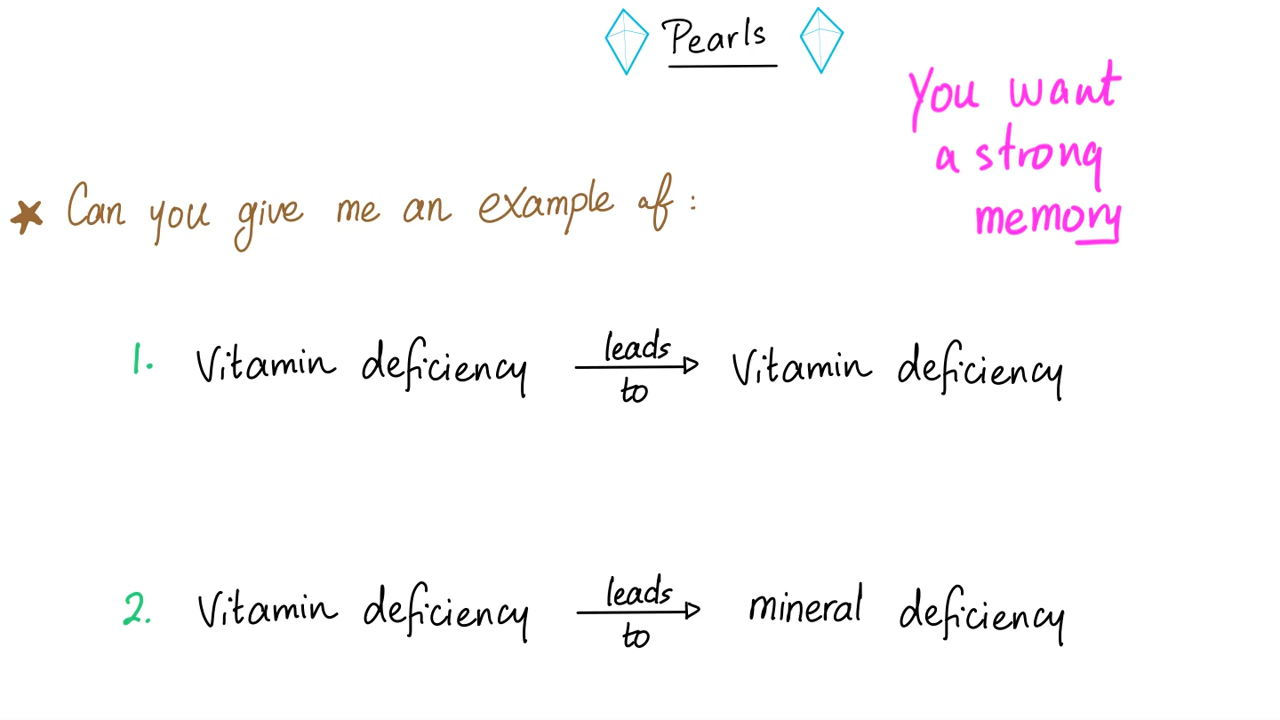 Pearls
You want
a strong
memory
★ Can you give me an example of:
1. Vitamin deficiency leads to Vitamin deficiency
2. Vitamin deficiency leads to mineral deficiency